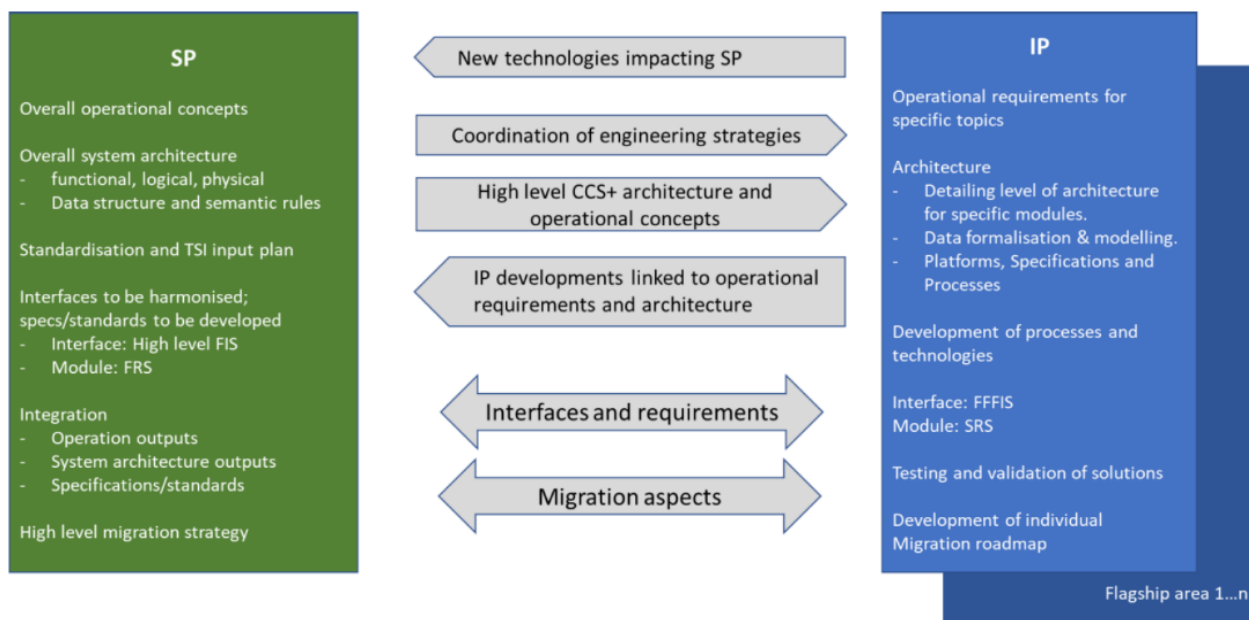 SP
Overall operational concepts
Overall system architecture
- functional, logical, physical
- Data structure and semantic rules
Standardisation and TSI input plan
Interfaces to be harmonised;
specs/standards to be developed
- Interface: High level FIS
- Module: FRS
Integration
- Operation outputs
- System architecture outputs
- Specifications/standards
High level migration strategy
New technologies impacting SP
Coordination of engineering strategies
High level CCS+ architecture and
operational concepts
IP developments linked to operational
requirements and architecture
Interfaces and requirements
Migration aspects
IP
Operational requirements for
specific topics
Architecture
- Detailing level of architecture
for specific modules.
- Data formalisation & modelling.
- Platforms, Specifications and
Processes
Development of processes and
technologies
Interface: FFFIS
Module: SRS
Testing and validation of solutions
Development of individual
Migration roadmap
Flagship area 1...n